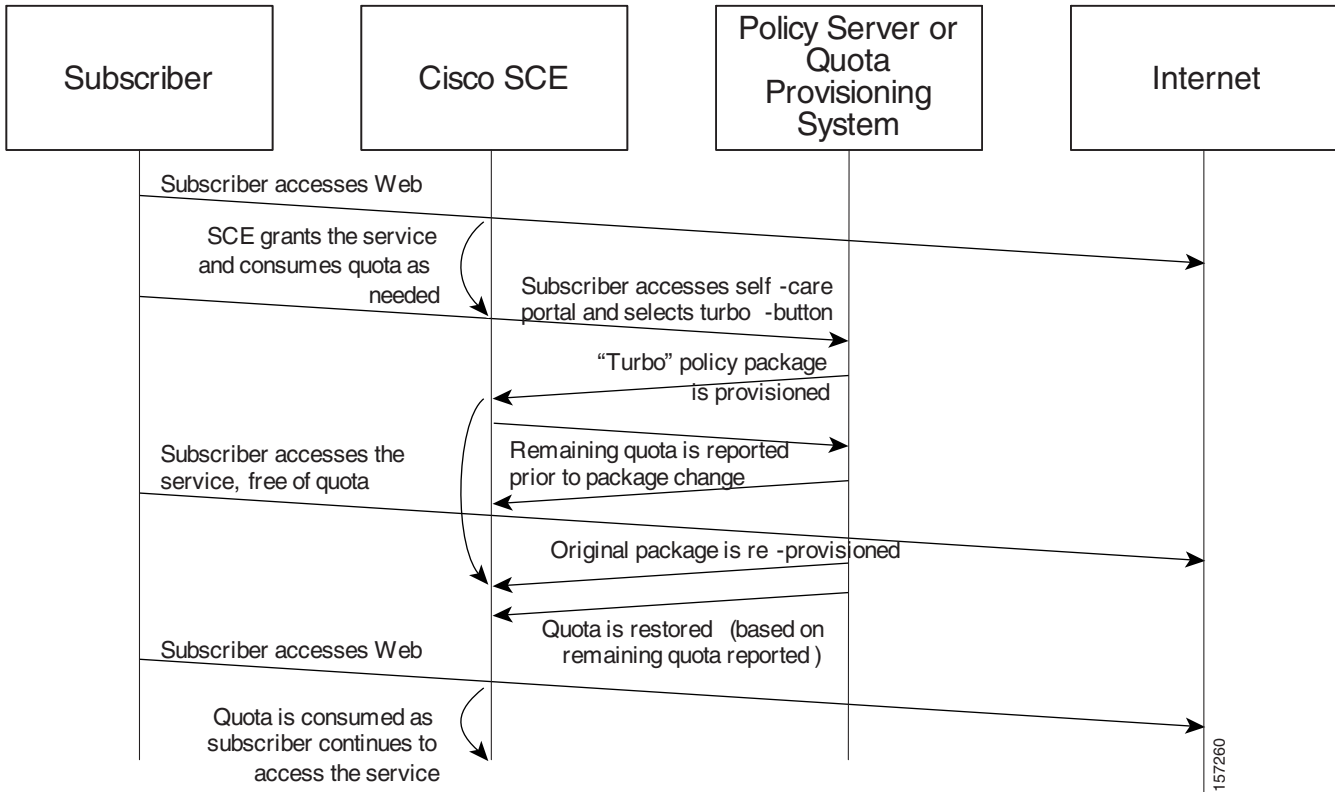 Subscriber
Cisco SCE
Policy Server or
Quota
Provisioning
System
Internet
Subscriber accesses Web
SCE grants the service
and consumes quota as
needed
Subscriber accesses self -care
portal and selects turbo -button
“Turbo” policy package
is provisioned
Remaining quota is reported
prior to package change
Subscriber accesses the
service, free of quota
Original package is re -provisioned
Quota is restored (based on
remaining quota reported )
Subscriber accesses Web
Quota is consumed as
subscriber continues to
access the service
157260